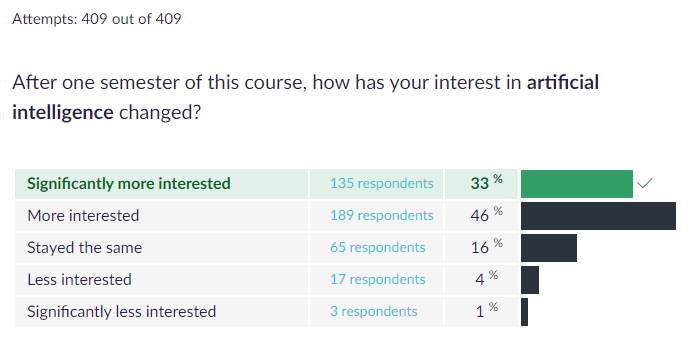 Attempts: 409 out of 409
After one semester of this course, how has your interest in artificial
intelligence changed?
Significantly more interested 135 respondents 33 %
More interested 189 respondents 46 %
Stayed the same 65 respondents 16 %
Less interested 17 respondents 4 %
Significantly less interested 3 respondents 1 %